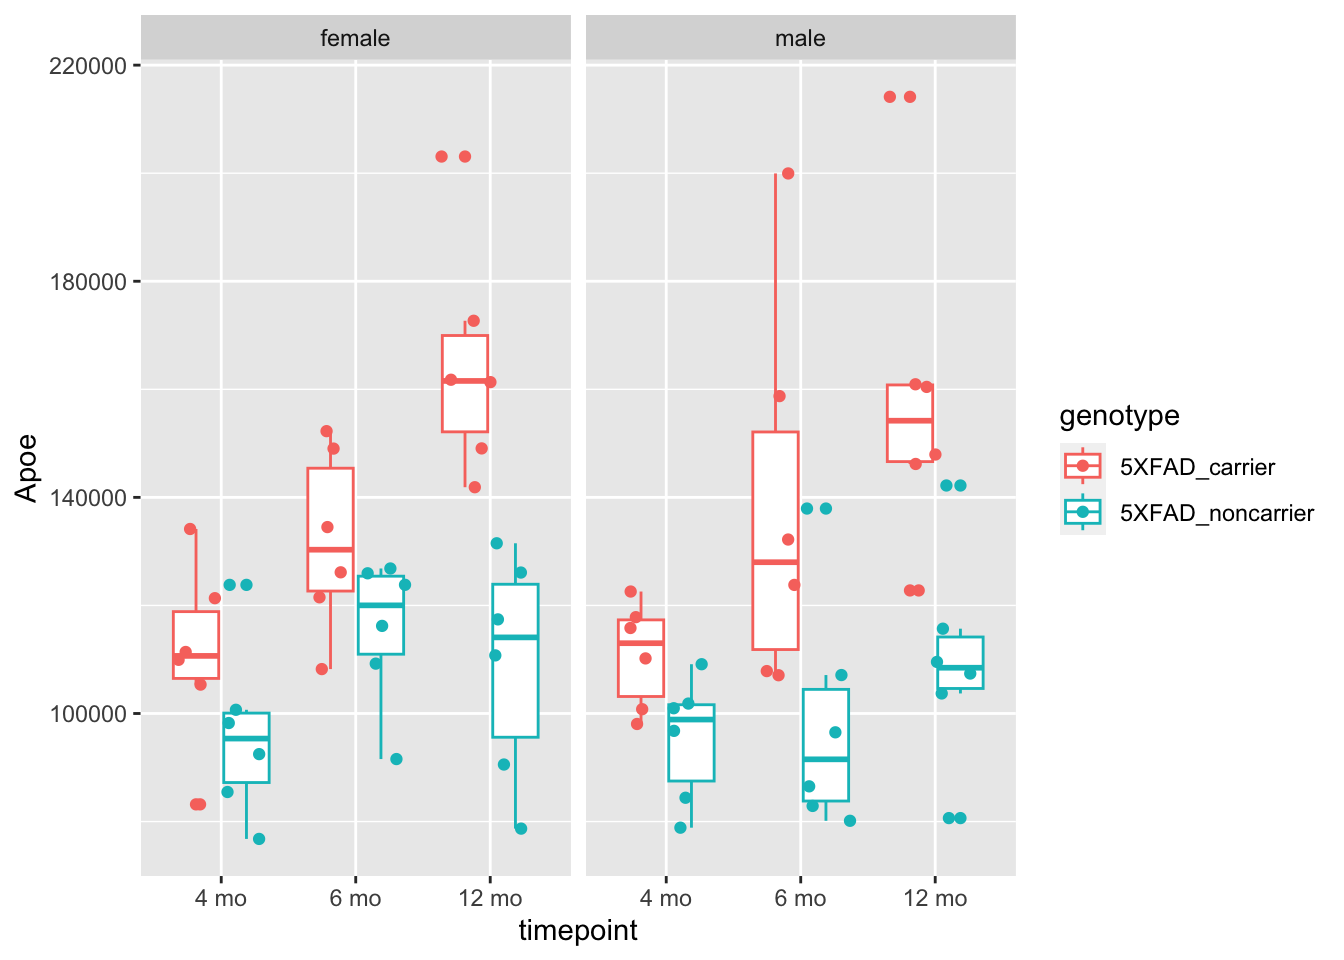 female
male
220000
180000
140000
100000
Apoe
4 mo
6 mo
12 mo
4 mo
6 mo
12 mo
timepoint
genotype
5XFAD_carrier
5XFAD_noncarrier